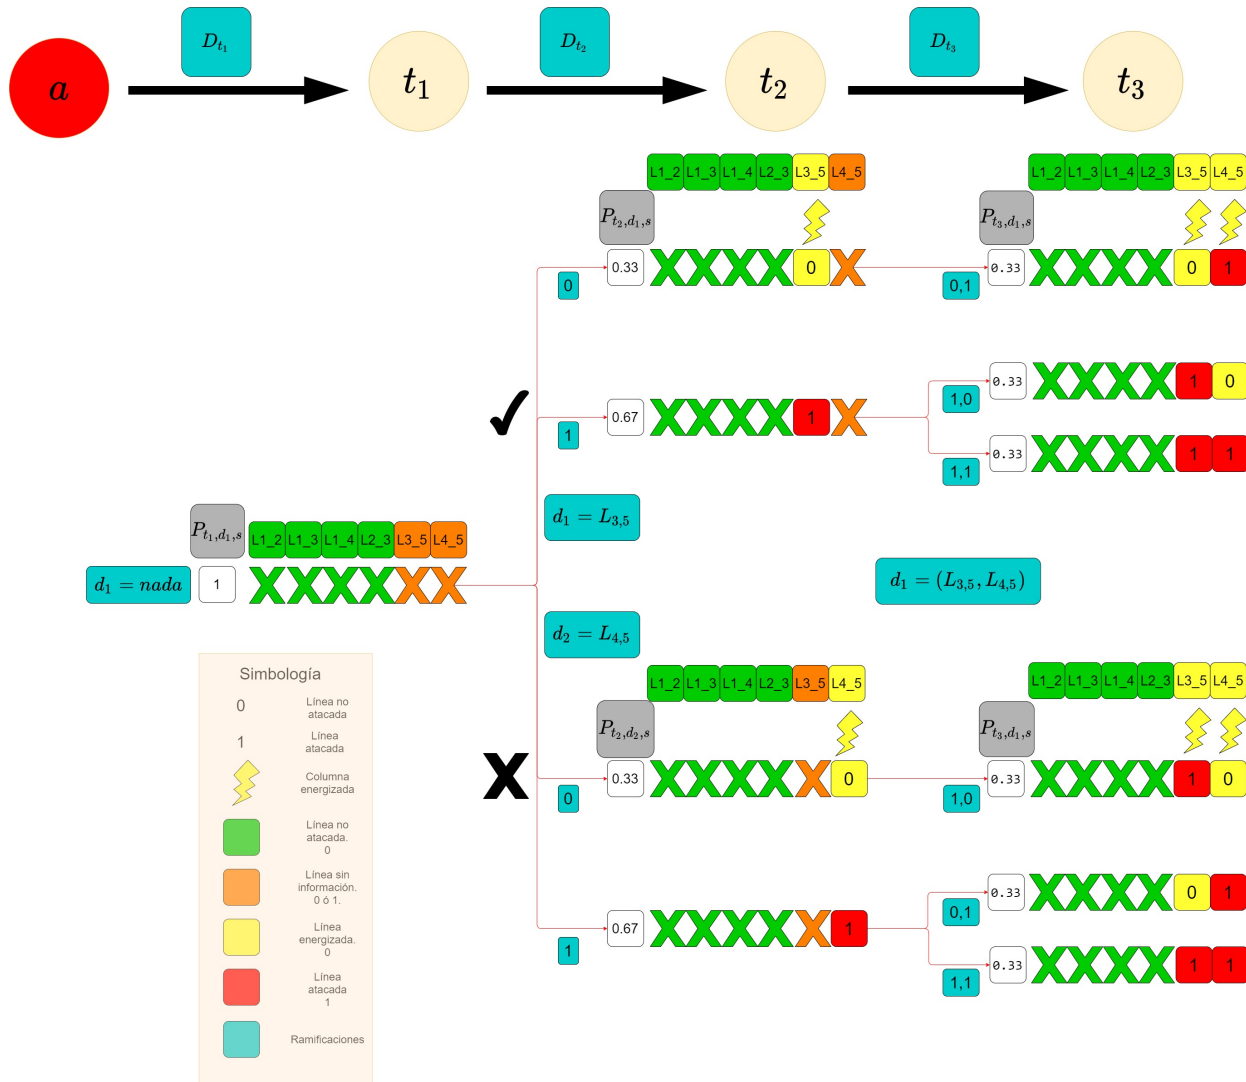 D_{t_1}
D_{t_2}
D_{t_3}
a
t_1
t_2
t_3
L1_2 L1_3 L1_4 L2_3 L3_5 L4_5
L1_2 L1_3 L1_4 L2_3 L3_5 L4_5
P_{t_2,d_1,s}
P_{t_3,d_1,s}
0.33
0
0
0,1
0.33
0 1
0.67
1
1
1,0
0.33
1 0
1,1
0.33
1 1
d_1 = L_{3,5}
P_{t_1,d_1,s}
L1_2 L1_3 L1_4 L2_3 L3_5 L4_5
d_1 = nada
1
d_1 = (L_{3,5}, L_{4,5})
d_2 = L_{4,5}
L1_2 L1_3 L1_4 L2_3 L3_5 L4_5
L1_2 L1_3 L1_4 L2_3 L3_5 L4_5
P_{t_2,d_2,s}
P_{t_3,d_1,s}
0.33
0
0
1,0
0.33
1 0
0.67
1
1
0,1
0.33
0 1
1,1
0.33
1 1
Simbología
0
Línea no
atacada
1
Línea
atacada
Columna
energizada
Línea no
atacada.
0
Línea sin
información.
0 ó 1.
Línea
energizada.
0
Línea
atacada
1
Ramificaciones